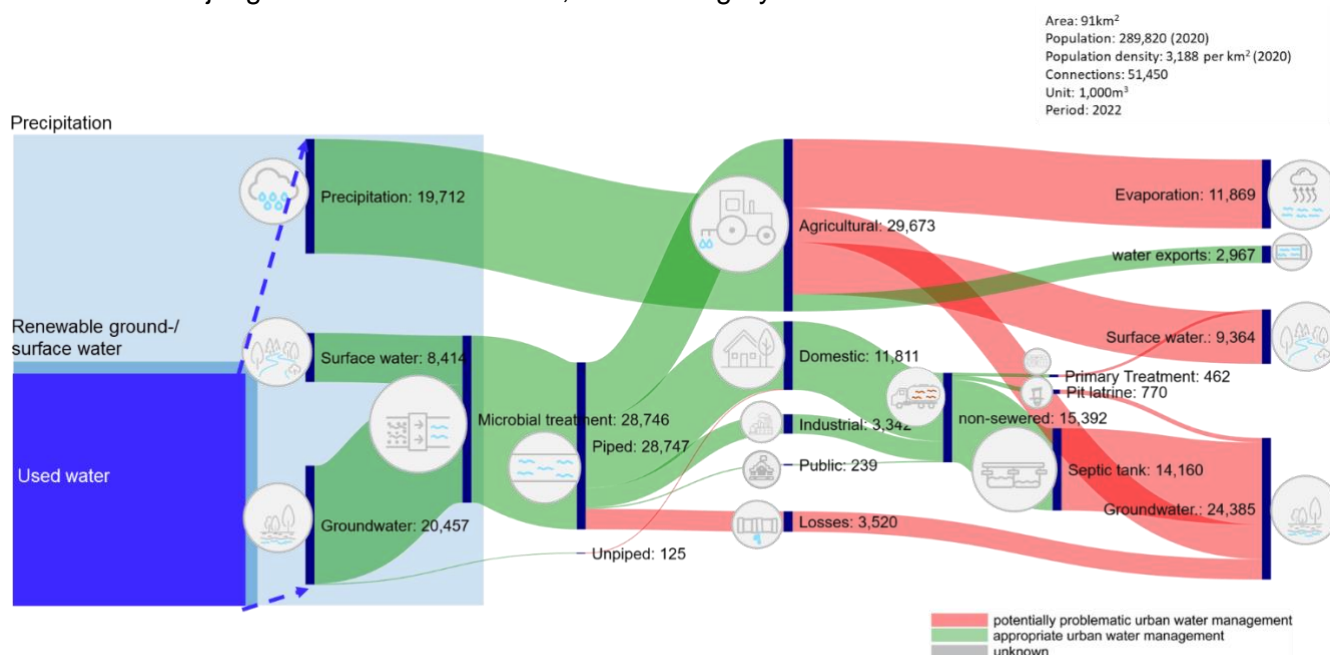 Area: 91km²
Population: 289,820 (2020)
Population density: 3,188 per km² (2020)
Connections: 51,450
Unit: 1,000m³
Period: 2022
Precipitation
Precipitation: 19,712
Renewable ground-/
surface water
Surface water: 8,414
Used water
Groundwater: 20,457
Microbial treatment: 28,746
Piped: 28,747
Unpiped: 125
Agricultural: 29,673
Domestic: 11,811
Industrial: 3,342
Public: 239
Losses: 3,520
non-sewered: 15,392
Evaporation: 11,869
water exports: 2,967
Surface water.: 9,364
Primary Treatment: 462
Pit latrine: 770
Septic tank: 14,160
Groundwater.: 24,385
potentially problematic urban water management
appropriate urban water management
unknown